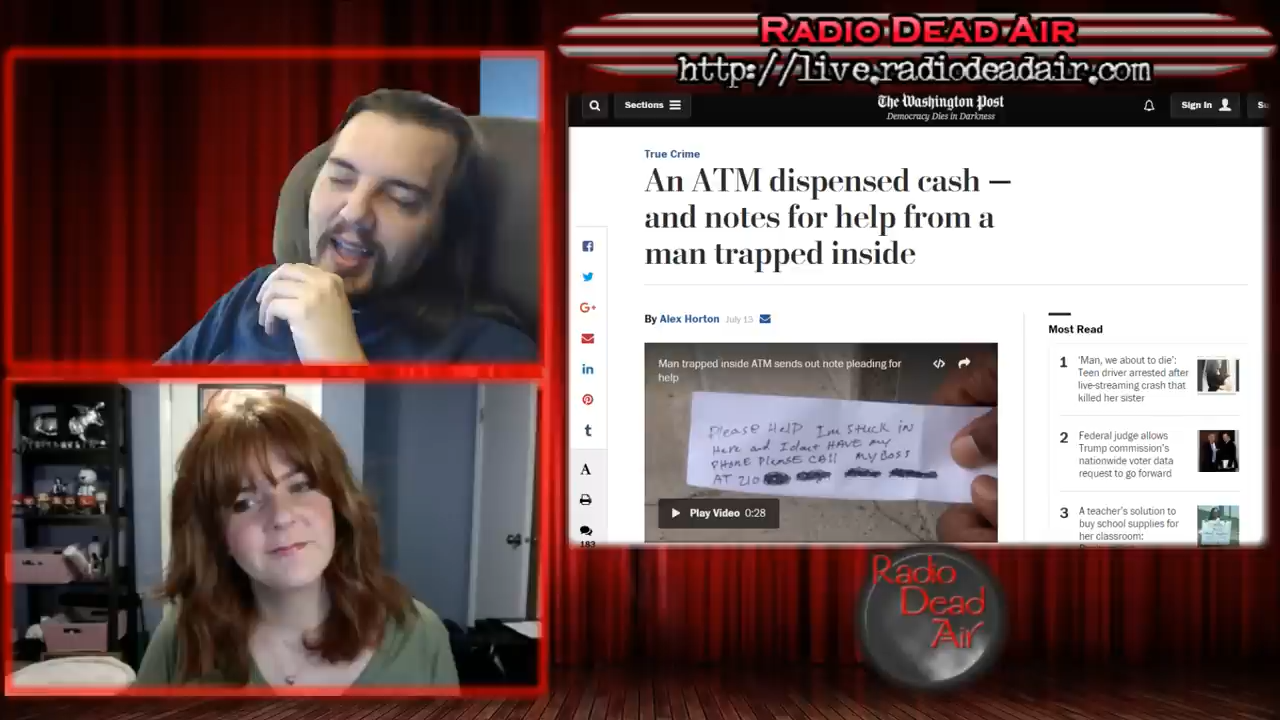 RADIO DEAD AIR
http://live.radiodeadair.com
Sections
The Washington Post
Democracy Dies in Darkness
Sign In
True Crime
An ATM dispensed cash —
and notes for help from a
man trapped inside
By Alex Horton July 13
Most Read
Man trapped inside ATM sends out note pleading for
help
Please HelP Im Stuck in
Here and I dont HAVE my
PHONE Please CAll My Boss
AT 210
Play Video 0:28
1 'Man, we about to die':
Teen driver arrested after
live-streaming crash that
killed her sister
2 Federal judge allows
Trump commission's
nationwide voter data
request to go forward
3 A teacher's solution to
buy school supplies for
her classroom:
f
G+
in
t
A
183
Radio
Dead
Air